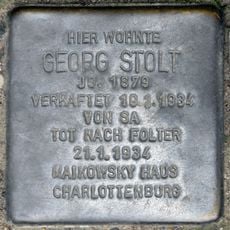 HIER WOHNTE
GEORG STOLT
JG. 1879
VERHAFTET 18.1.1934
VON SA
TOT NACH FOLTER
21.1.1934
MAIKOWSKY HAUS
CHARLOTTENBURG